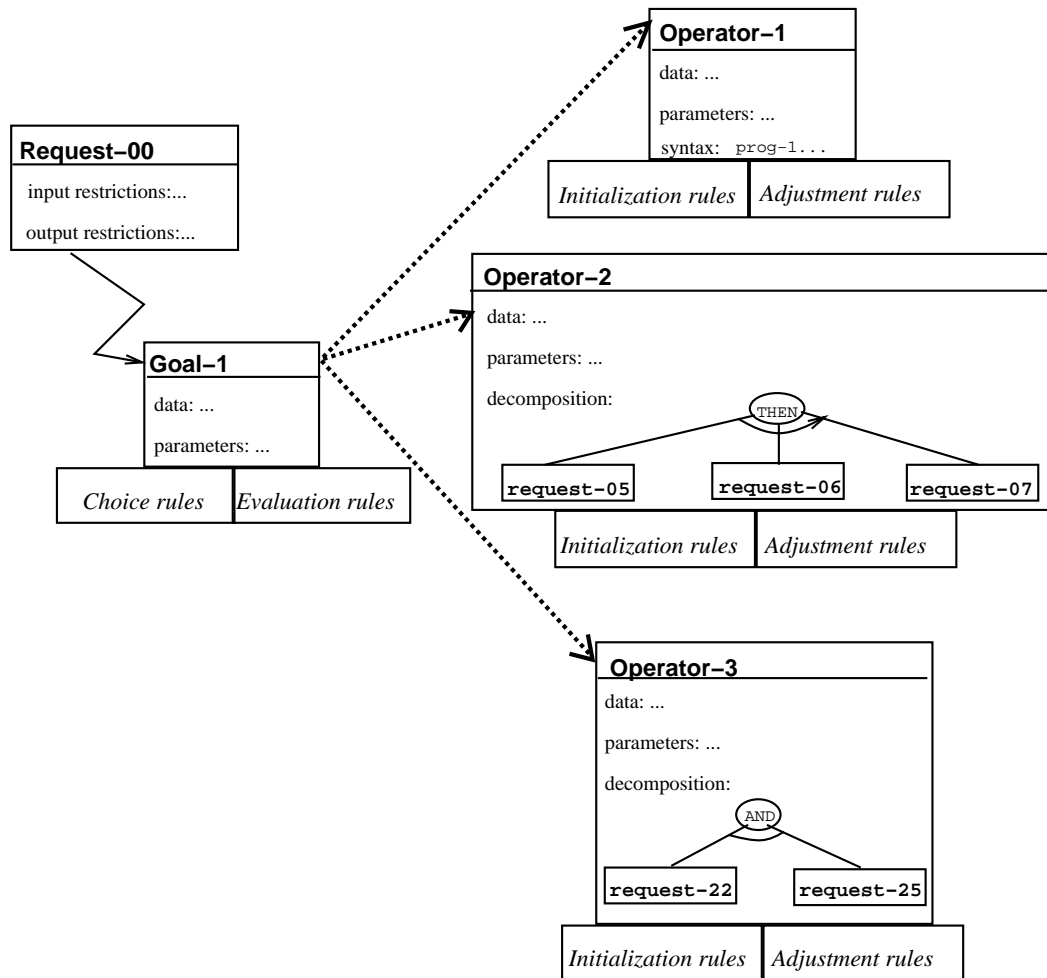 Request–00
input restrictions:...
output restrictions:...
Goal–1
data: ...
parameters: ...
Choice rules
Evaluation rules
Operator–1
data: ...
parameters: ...
syntax: prog-1...
Initialization rules
Adjustment rules
Operator–2
data: ...
parameters: ...
decomposition:
THEN
request-05
request-06
request-07
Initialization rules
Adjustment rules
Operator–3
data: ...
parameters: ...
decomposition:
AND
request-22
request-25
Initialization rules
Adjustment rules